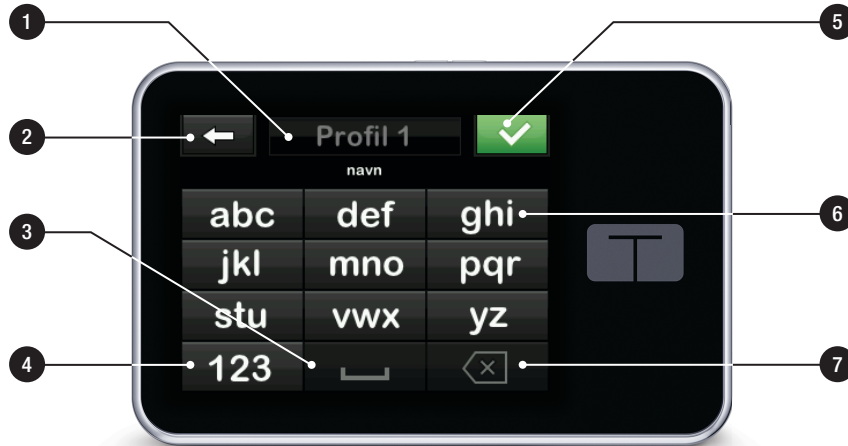 1
5
2
Profil 1
navn
abc def ghi
6
3
jkl mno pqr
stu vwx yz
4
123
7